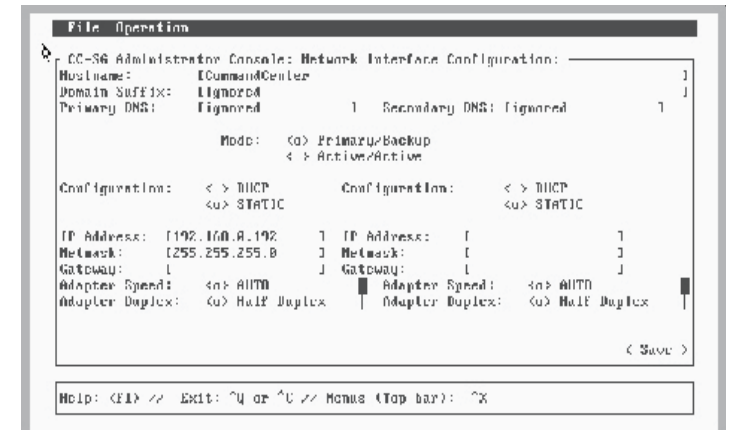 File Operation
CC-SG Administrator Console: Network Interface Configuration:
Hostname: [CommandCenter ]
Domain Suffix: [ignored ]
Primary DNS: [ignored ] Secondary DNS: [ignored ]
Mode: <o> Primary/Backup
< > Active/Active
Configuration: < > DHCP Configuration: < > DHCP
<o> STATIC <o> STATIC
IP Address: [192.168.0.192 ] IP Address: [ ]
Netmask: [255.255.255.0 ] Netmask: [ ]
Gateway: [ ] Gateway: [ ]
Adapter Speed: <o> AUTO Adapter Speed: <o> AUTO
Adapter Duplex: <o> Half Duplex Adapter Duplex: <o> Half Duplex
< Save >
Help: <F1> // Exit: ^Q or ^C // Menus (Top bar): ^X